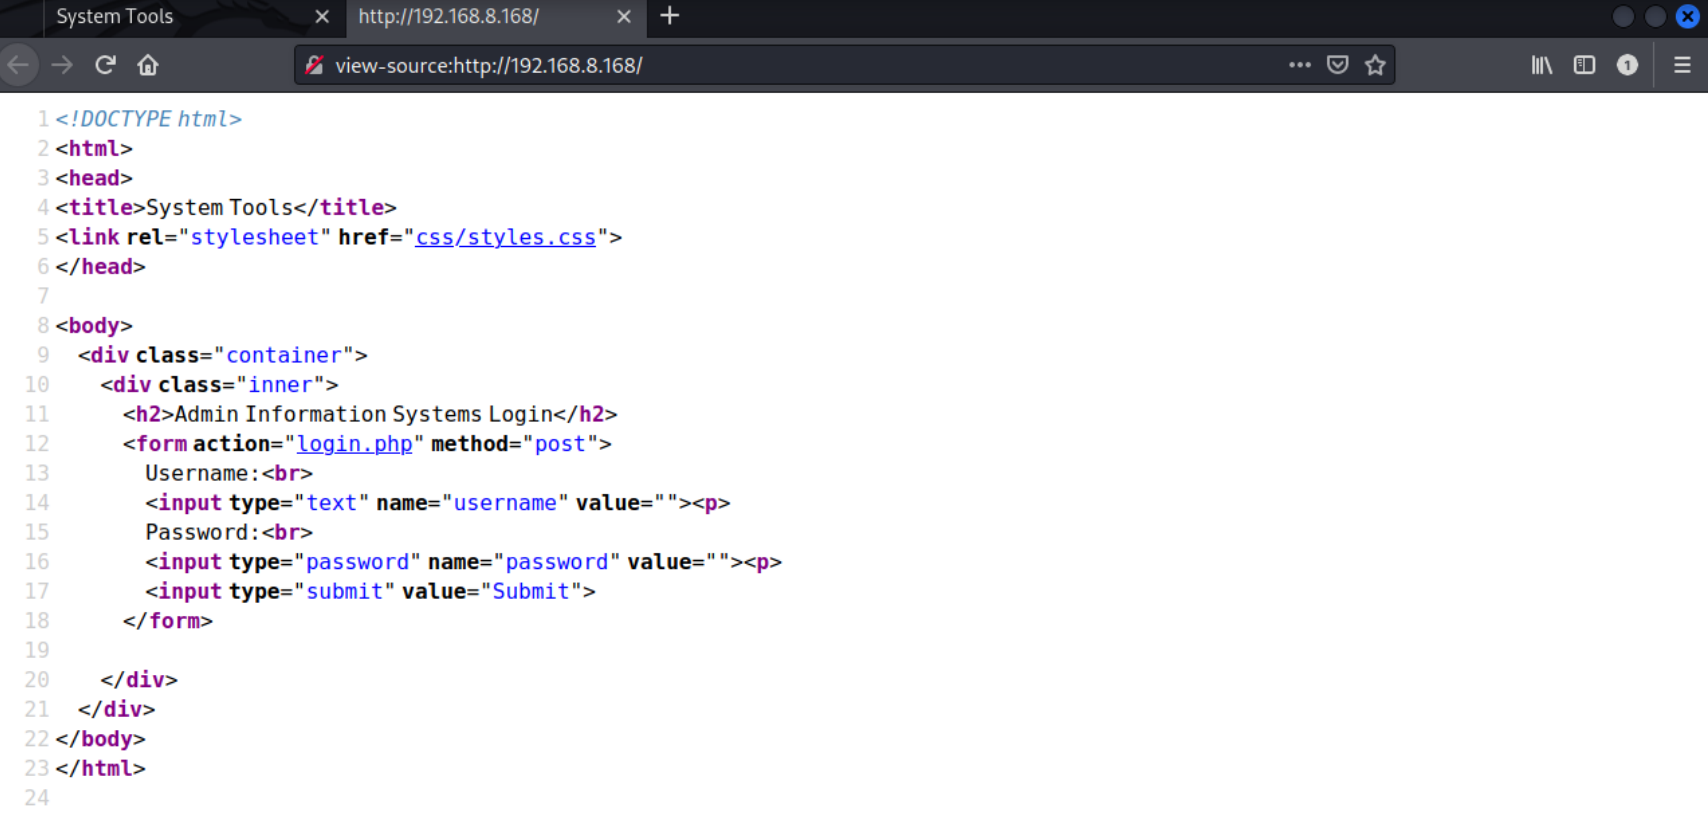 System Tools
http://192.168.8.168/
view-source:http://192.168.8.168/
1
1 <!DOCTYPE html>
2 <html>
3 <head>
4 <title>System Tools</title>
5 <link rel="stylesheet" href="css/styles.css">
6 </head>
7
8 <body>
9   <div class="container">
10     <div class="inner">
11       <h2>Admin Information Systems Login</h2>
12       <form action="login.php" method="post">
13         Username:<br>
14         <input type="text" name="username" value=""><p>
15         Password:<br>
16         <input type="password" name="password" value=""><p>
17         <input type="submit" value="Submit">
18       </form>
19
20     </div>
21   </div>
22 </body>
23 </html>
24